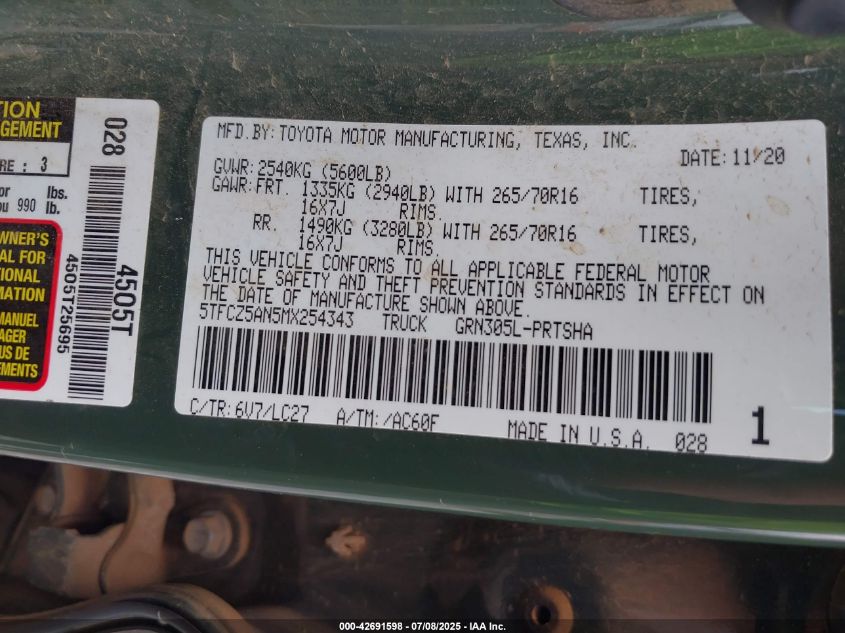 TION
GEMENT
RE : 3
or lbs.
ou 990 lb.
WNER'S
AL FOR
TIONAL
MATION
MANUEL
AGER
US DE
EMENTS
028
4505T
4505T25695
MFD.BY:TOYOTA MOTOR MANUFACTURING, TEXAS, INC.
DATE:11/20
GVWR:2540KG (5600LB)
GAWR:FRT. 1335KG (2940LB) WITH 265/70R16 TIRES,
16X7J RIMS.
RR. 1490KG (3280LB) WITH 265/70R16 TIRES,
16X7J RIMS.
THIS VEHICLE CONFORMS TO ALL APPLICABLE FEDERAL MOTOR
VEHICLE SAFETY AND THEFT PREVENTION STANDARDS IN EFFECT ON
THE DATE OF MANUFACTURE SHOWN ABOVE.
5TFCZ5AN5MX254343 TRUCK GRN305L-PRTSHA
C/TR:6V7/LC27 A/TM:/AC60F MADE IN U.S.A. 028 1
000-42691598 - 07/08/2025 - IAA Inc.